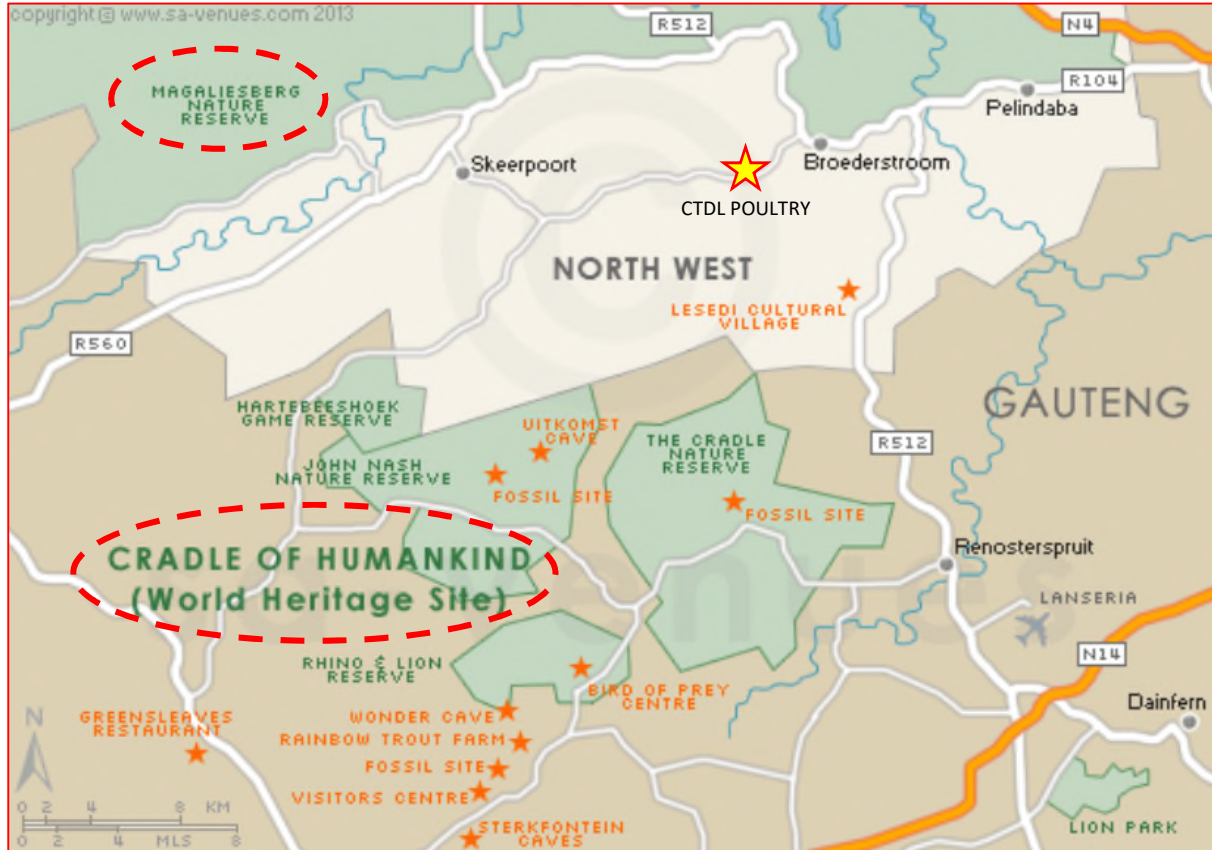 copyright@ www.sa-venues.com 2013
R512
N4
MAGALIESBERG
NATURE
RESERVE
R104
Pelindaba
Skeerpoort
Broederstroom
CTDL POULTRY
NORTH WEST
LESEDI CULTURAL
VILLAGE
R560
HARTEBEESHOEK
GAME RESERVE
GAUTENG
UITKOMST
CAVE
THE CRADLE
NATURE
RESERVE
R512
JOHN NASH
NATURE RESERVE
FOSSIL SITE
FOSSIL SITE
CRADLE OF HUMANKIND
(World Heritage Site)
Renosterspruit
LANSERIA
RHINO & LION
RESERVE
N14
BIRD OF PREY
CENTRE
Dainfern
GREENSLEAVES
RESTAURANT
WONDER CAVE
RAINBOW TROUT FARM
FOSSIL SITE
VISITORS CENTRE
STERKFONTEIN
CAVES
LION PARK
N
0 2 4 8 KM
0 2 4 MLS 8